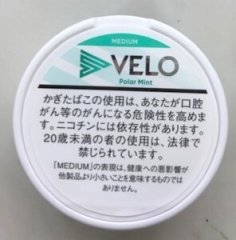 MEDIUM
VELO
Polar Mint
かぎたばこの使用は、あなたが口腔
がん等のがんになる危険性を高めま
す。ニコチンには依存性があります。
20歳未満の者の使用は、法律で
禁じられています。
「MEDIUM」の表現は、健康への悪影響が
他製品より小さいことを意味するものでは
ありません。